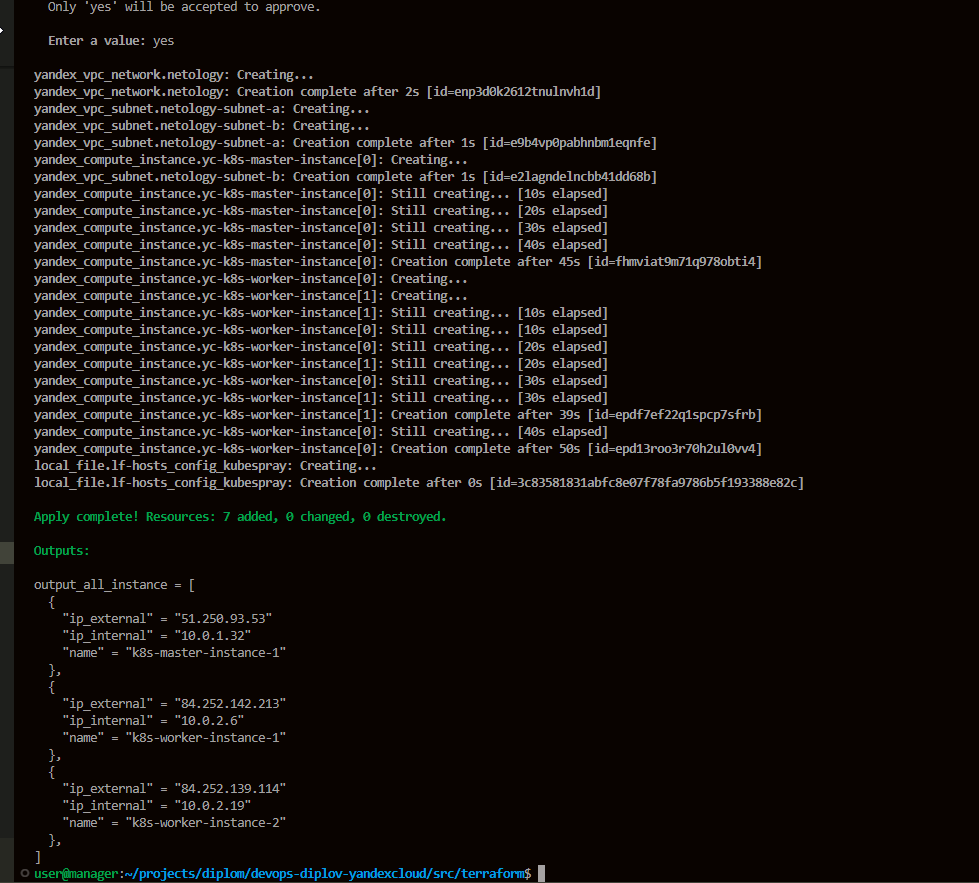 Only 'yes' will be accepted to approve.
Enter a value: yes
yandex_vpc_network.netology: Creating...
yandex_vpc_network.netology: Creation complete after 2s [id=enp3d0k2612tnulnvh1d]
yandex_vpc_subnet.netology-subnet-a: Creating...
yandex_vpc_subnet.netology-subnet-b: Creating...
yandex_vpc_subnet.netology-subnet-a: Creation complete after 1s [id=e9b4vp0pabhnbm1eqnfe]
yandex_compute_instance.yc-k8s-master-instance[0]: Creating...
yandex_vpc_subnet.netology-subnet-b: Creation complete after 1s [id=e2lagndelncbb41dd68b]
yandex_compute_instance.yc-k8s-master-instance[0]: Still creating... [10s elapsed]
yandex_compute_instance.yc-k8s-master-instance[0]: Still creating... [20s elapsed]
yandex_compute_instance.yc-k8s-master-instance[0]: Still creating... [30s elapsed]
yandex_compute_instance.yc-k8s-master-instance[0]: Still creating... [40s elapsed]
yandex_compute_instance.yc-k8s-master-instance[0]: Creation complete after 45s [id=fhmviat9m71q978obti4]
yandex_compute_instance.yc-k8s-worker-instance[0]: Creating...
yandex_compute_instance.yc-k8s-worker-instance[1]: Creating...
yandex_compute_instance.yc-k8s-worker-instance[1]: Still creating... [10s elapsed]
yandex_compute_instance.yc-k8s-worker-instance[0]: Still creating... [10s elapsed]
yandex_compute_instance.yc-k8s-worker-instance[0]: Still creating... [20s elapsed]
yandex_compute_instance.yc-k8s-worker-instance[1]: Still creating... [20s elapsed]
yandex_compute_instance.yc-k8s-worker-instance[0]: Still creating... [30s elapsed]
yandex_compute_instance.yc-k8s-worker-instance[1]: Still creating... [30s elapsed]
yandex_compute_instance.yc-k8s-worker-instance[1]: Creation complete after 39s [id=epdf7ef22q1spcp7sfrb]
yandex_compute_instance.yc-k8s-worker-instance[0]: Still creating... [40s elapsed]
yandex_compute_instance.yc-k8s-worker-instance[0]: Creation complete after 50s [id=epd13roo3r70h2ul0vv4]
local_file.lf-hosts_config_kubespray: Creating...
local_file.lf-hosts_config_kubespray: Creation complete after 0s [id=3c83581831abfc8e07f78fa9786b5f193388e82c]
Apply complete! Resources: 7 added, 0 changed, 0 destroyed.
Outputs:
output_all_instance = [
{
"ip_external" = "51.250.93.53"
"ip_internal" = "10.0.1.32"
"name" = "k8s-master-instance-1"
},
{
"ip_external" = "84.252.142.213"
"ip_internal" = "10.0.2.6"
"name" = "k8s-worker-instance-1"
},
{
"ip_external" = "84.252.139.114"
"ip_internal" = "10.0.2.19"
"name" = "k8s-worker-instance-2"
},
]
user@manager:~/projects/diplom/devops-diplov-yandexcloud/src/terraform$